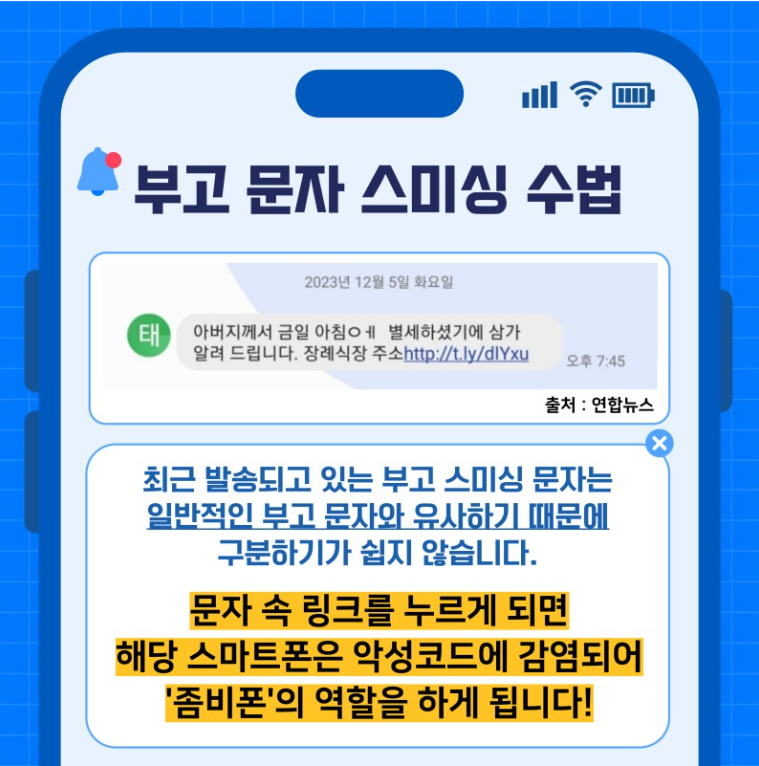 부고 문자 스미싱 수법
2023년 12월 5일 화요일
태
아버지께서 금일 아침ㅇㅔ 별세하셨기에 삼가
알려 드립니다. 장례식장 주소http://t.ly/dlYxu
오후 7:45
출처 : 연합뉴스
최근 발송되고 있는 부고 스미싱 문자는
일반적인 부고 문자와 유사하기 때문에
구분하기가 쉽지 않습니다.
문자 속 링크를 누르게 되면
해당 스마트폰은 악성코드에 감염되어
'좀비폰'의 역할을 하게 됩니다!